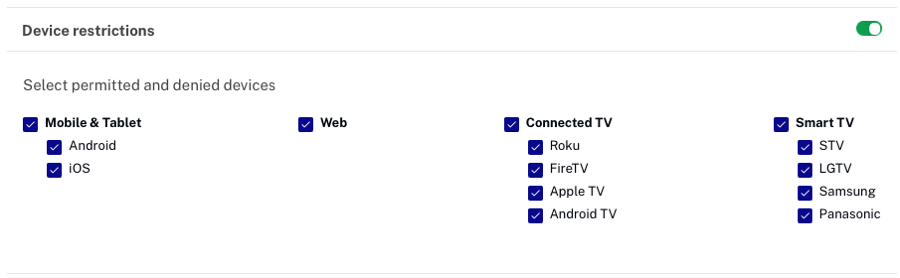 Device restrictions
Select permitted and denied devices
Mobile & Tablet
Android
iOS
Web
Connected TV
Roku
FireTV
Apple TV
Android TV
Smart TV
STV
LGTV
Samsung
Panasonic